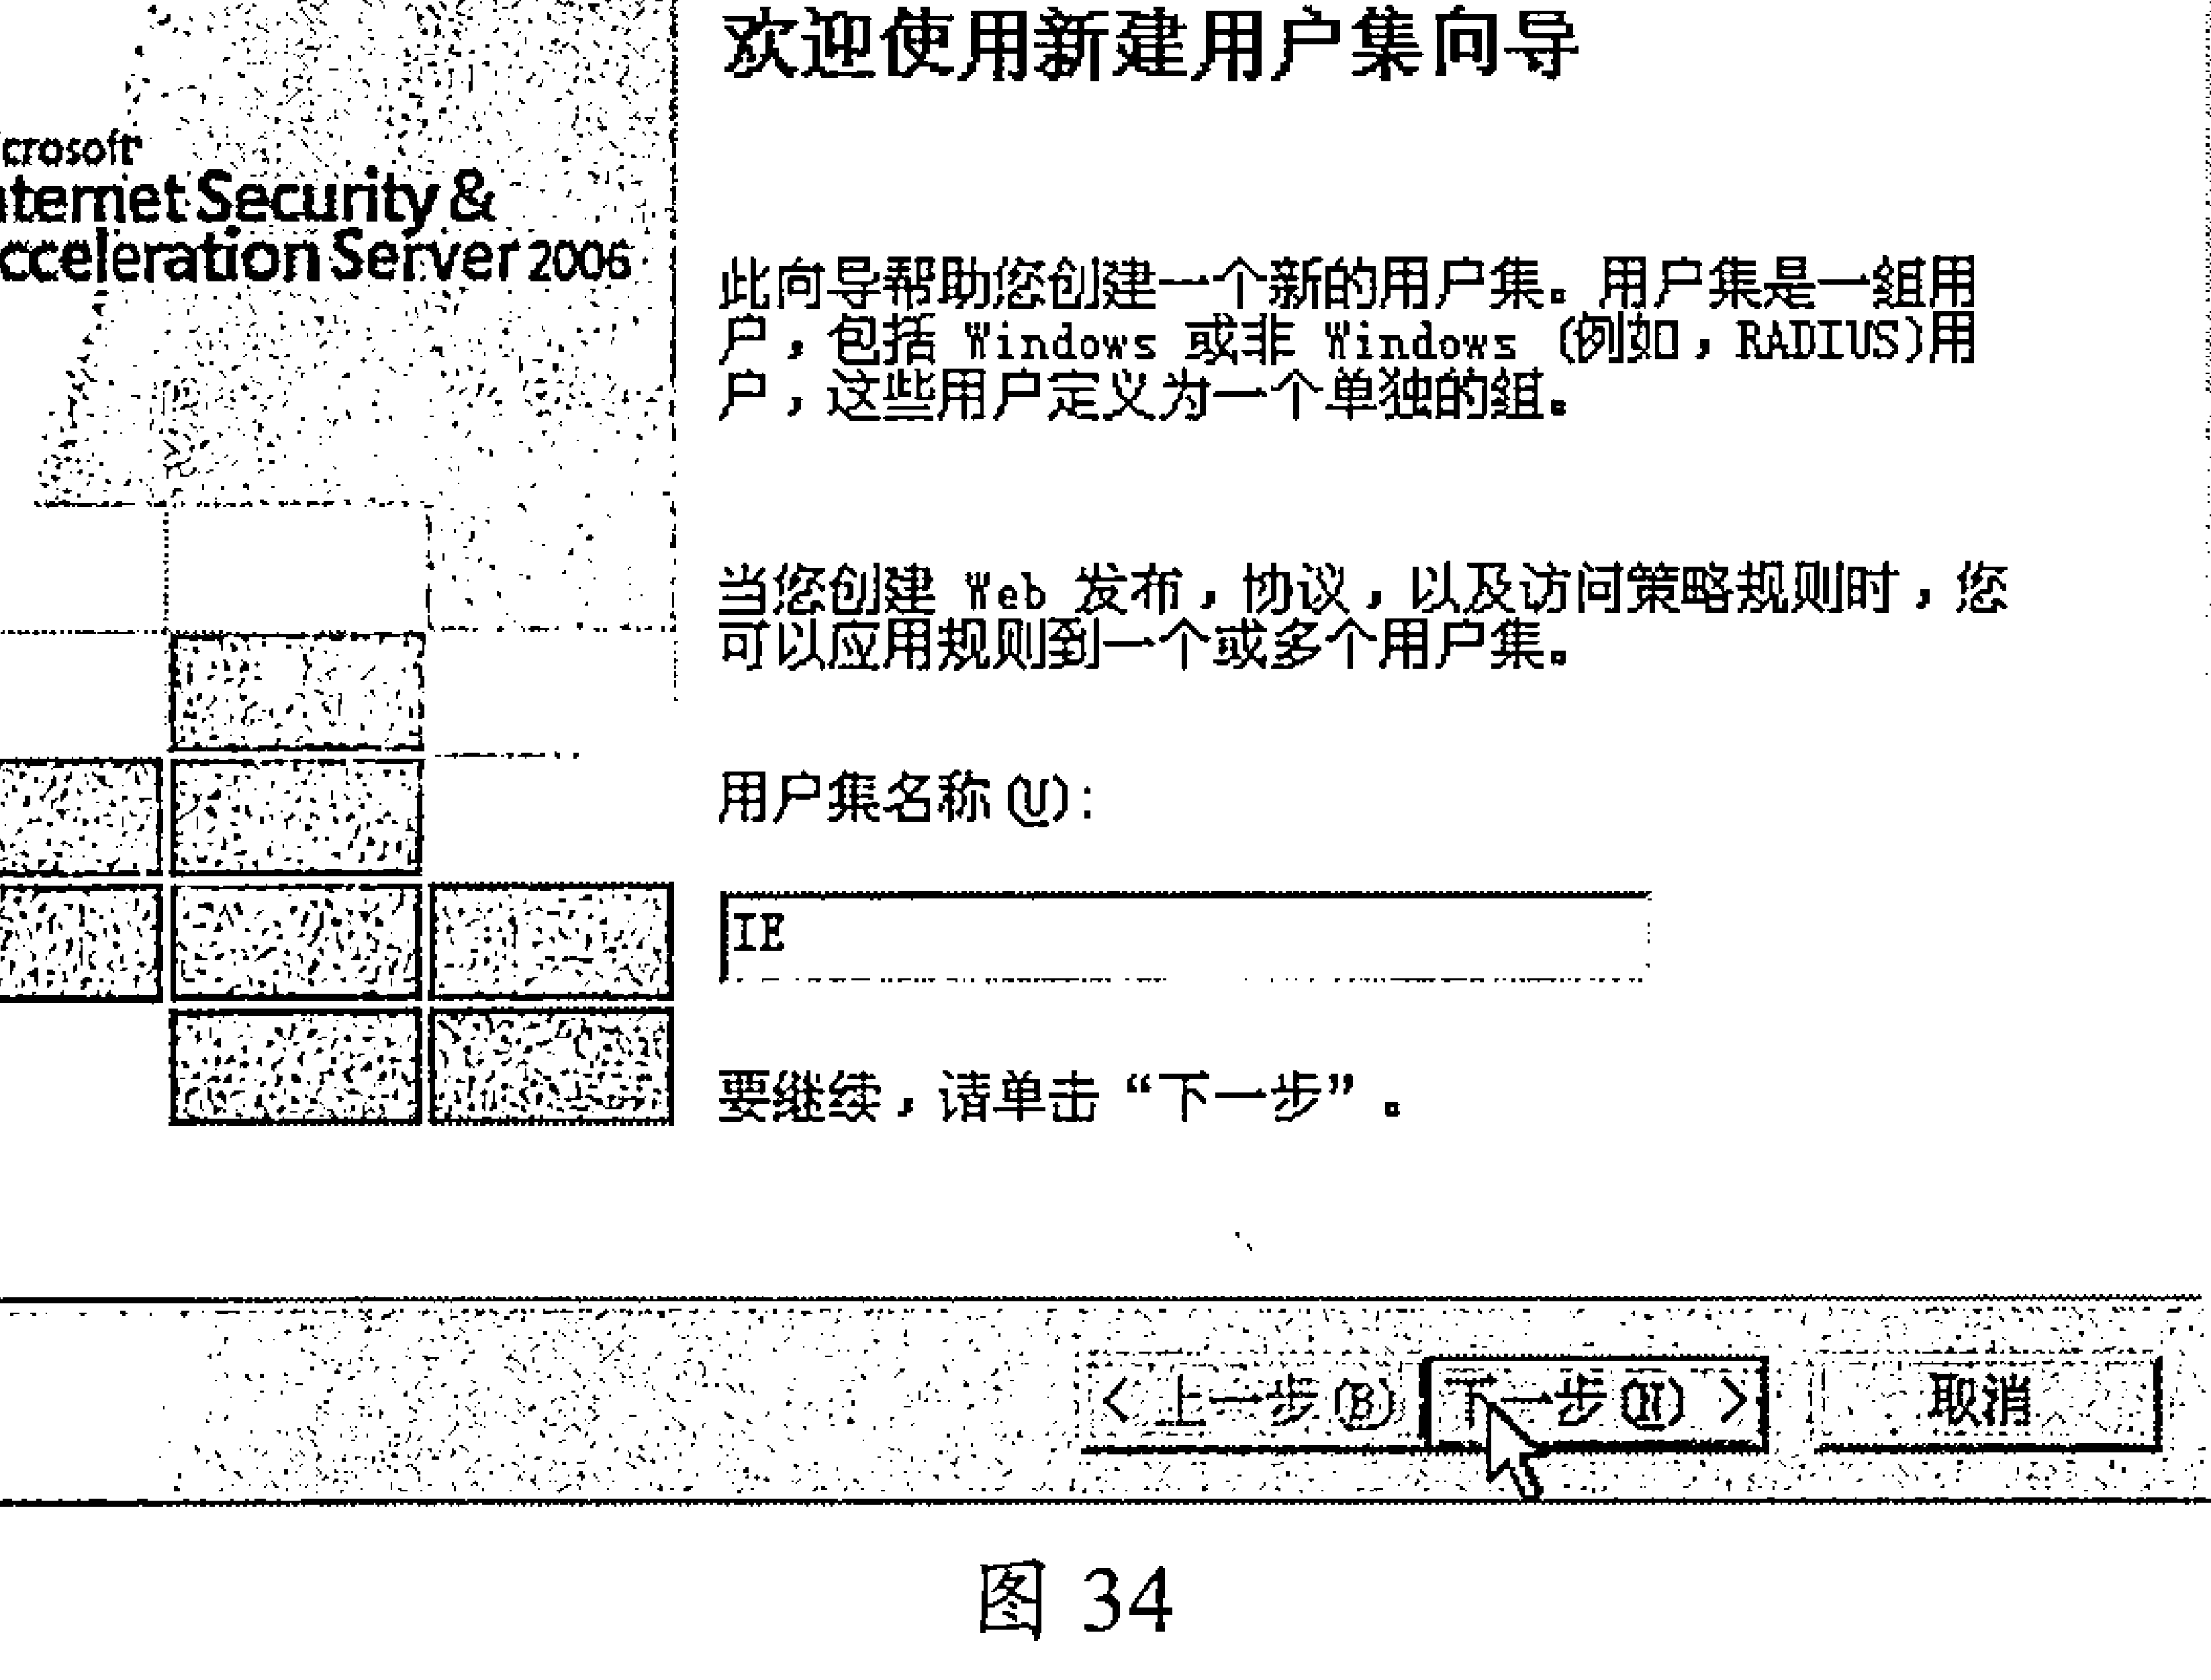 欢迎使用新建用户集向导
crosoft
nternet Security &
cceleration Server 2006
此向导帮助您创建一个新的用户集。用户集是一组用
户，包括 Windows 或非 Windows (例如，RADIUS)用
户，这些用户定义为一个单独的组。
当您创建 Web 发布，协议，以及访问策略规则时，您
可以应用规则到一个或多个用户集。
用户集名称(U):
IE
要继续，请单击“下一步”。
< 上一步(B) 下一步(N) > 取消
图 34